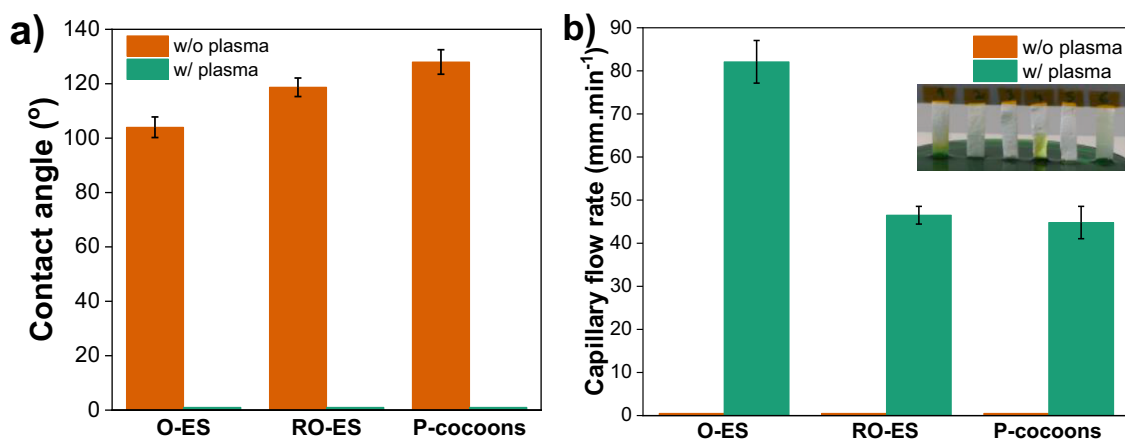 a)
Contact angle (º)
140
120
100
80
60
40
20
0
w/o plasma
w/ plasma
O-ES
RO-ES
P-cocoons
b)
Capillary flow rate (mm.min⁻¹)
90
80
70
60
50
40
30
20
10
0
w/o plasma
w/ plasma
O-ES
RO-ES
P-cocoons